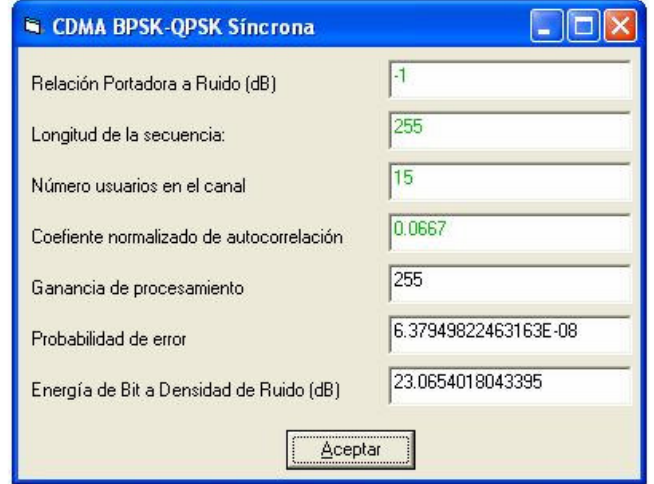 CDMA BPSK-QPSK Síncrona
Relación Portadora a Ruido (dB) -1
Longitud de la secuencia: 255
Número usuarios en el canal 15
Coefiente normalizado de autocorrelación 0.0667
Ganancia de procesamiento 255
Probabilidad de error 6.37949822463163E-08
Energía de Bit a Densidad de Ruido (dB) 23.0654018043395
Aceptar